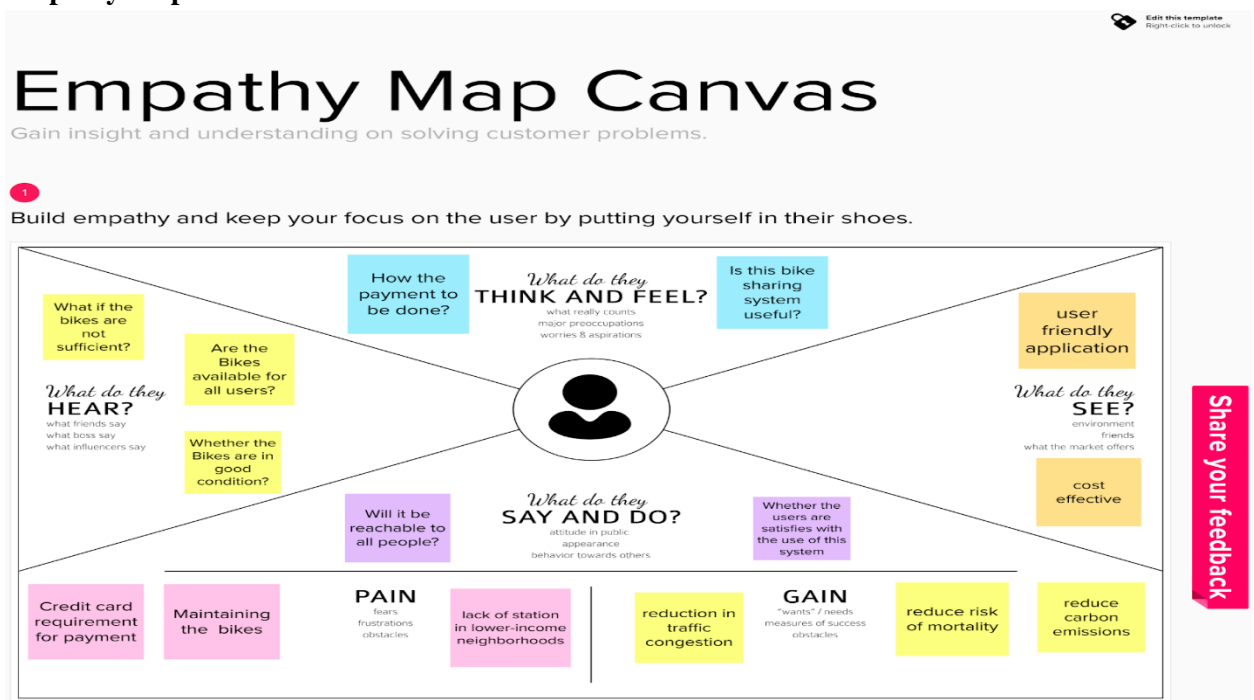 Edit this template
Right-click to unlock
Empathy Map Canvas
Gain insight and understanding on solving customer problems.
1
Build empathy and keep your focus on the user by putting yourself in their shoes.
How the
payment to
be done?
What do they
THINK AND FEEL?
what really counts
major preoccupations
worries & aspirations
Is this bike
sharing
system
useful?
What if the
bikes are
not
sufficient?
Are the
Bikes
available for
all users?
What do they
HEAR?
what friends say
what boss say
what influencers say
Whether the
Bikes are in
good
condition?
user
friendly
application
What do they
SEE?
environment
friends
what the market offers
cost
effective
Will it be
reachable to
all people?
What do they
SAY AND DO?
attitude in public
appearance
behavior towards others
Whether the
users are
satisfies with
the use of this
system
Credit card
requirement
for payment
Maintaining
the bikes
PAIN
fears
frustrations
obstacles
lack of station
in lower-income
neighborhoods
reduction in
traffic
congestion
GAIN
"wants" / needs
measures of success
obstacles
reduce risk
of mortality
reduce
carbon
emissions
Share your feedback